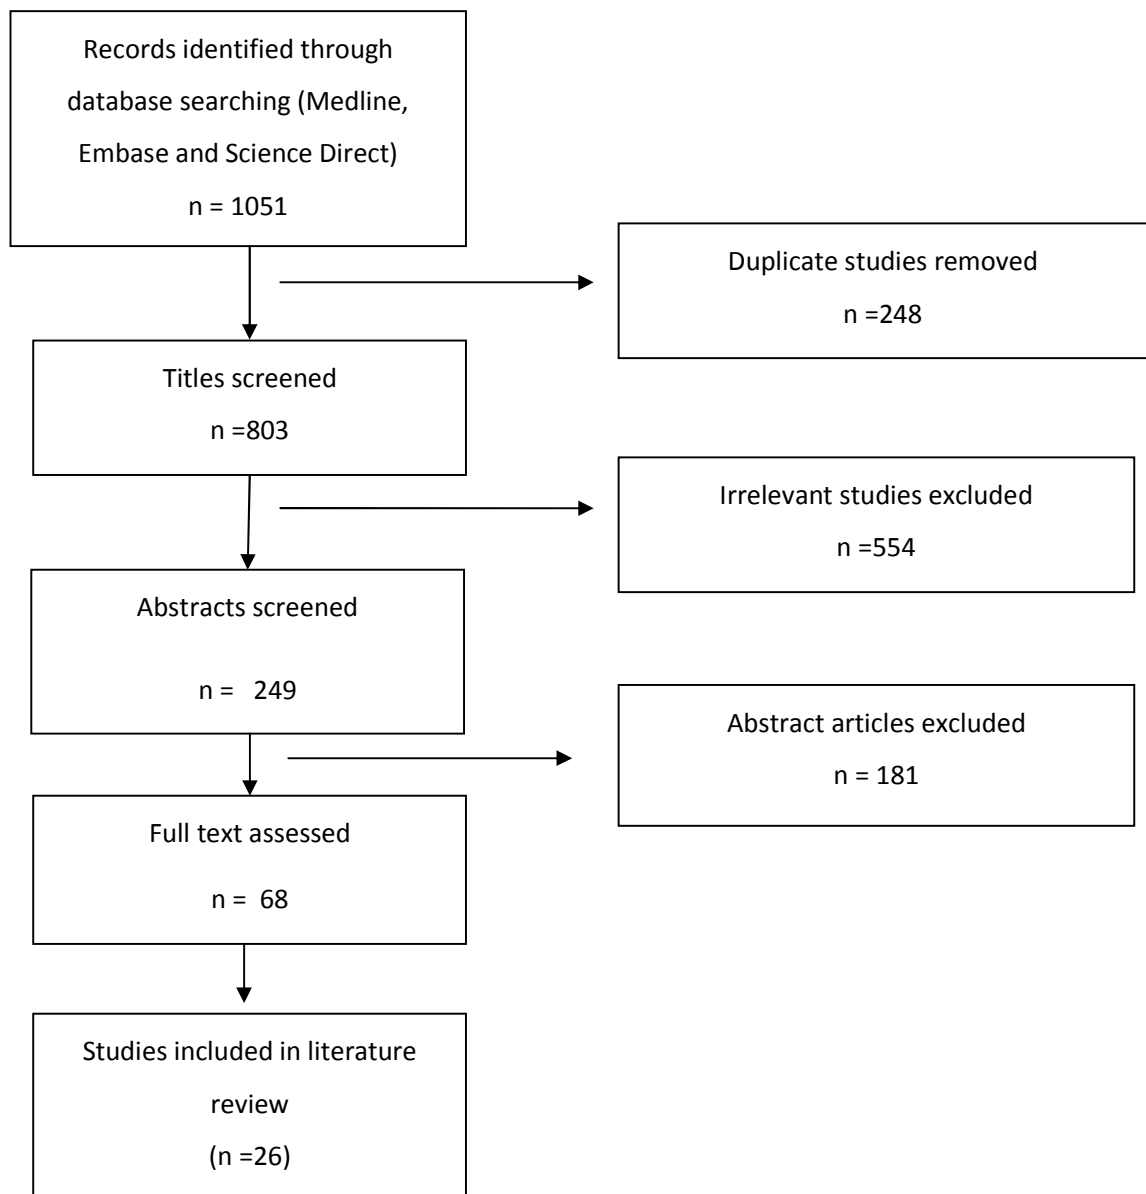 Records identified through
database searching (Medline,
Embase and Science Direct)
n = 1051
Duplicate studies removed
n =248
Titles screened
n =803
Irrelevant studies excluded
n =554
Abstracts screened
n = 249
Abstract articles excluded
n = 181
Full text assessed
n = 68
Studies included in literature
review
(n =26)